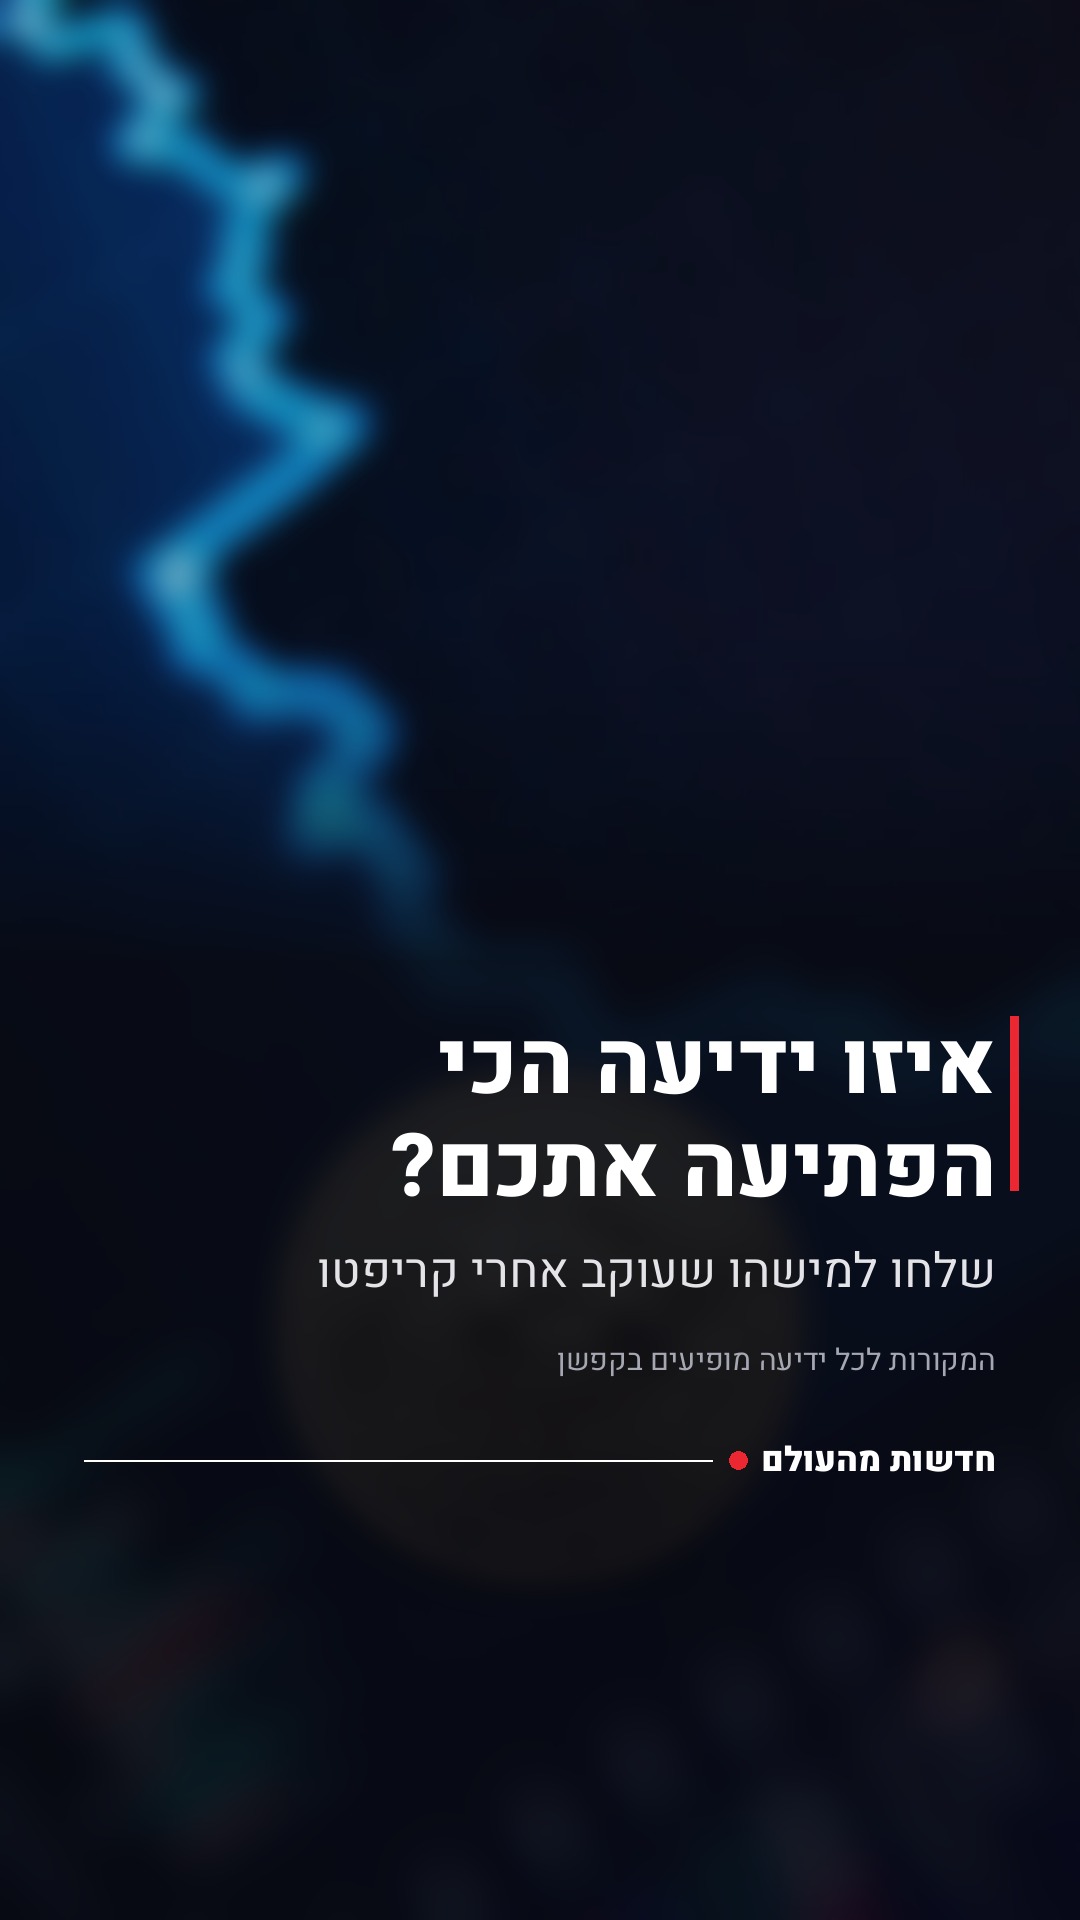 איזו ידיעה הכי
הפתיעה אתכם?
שלחו למישהו שעוקב אחרי קריפטו
המקורות לכל ידיעה מופיעים בקפשן
חדשות מהעולם